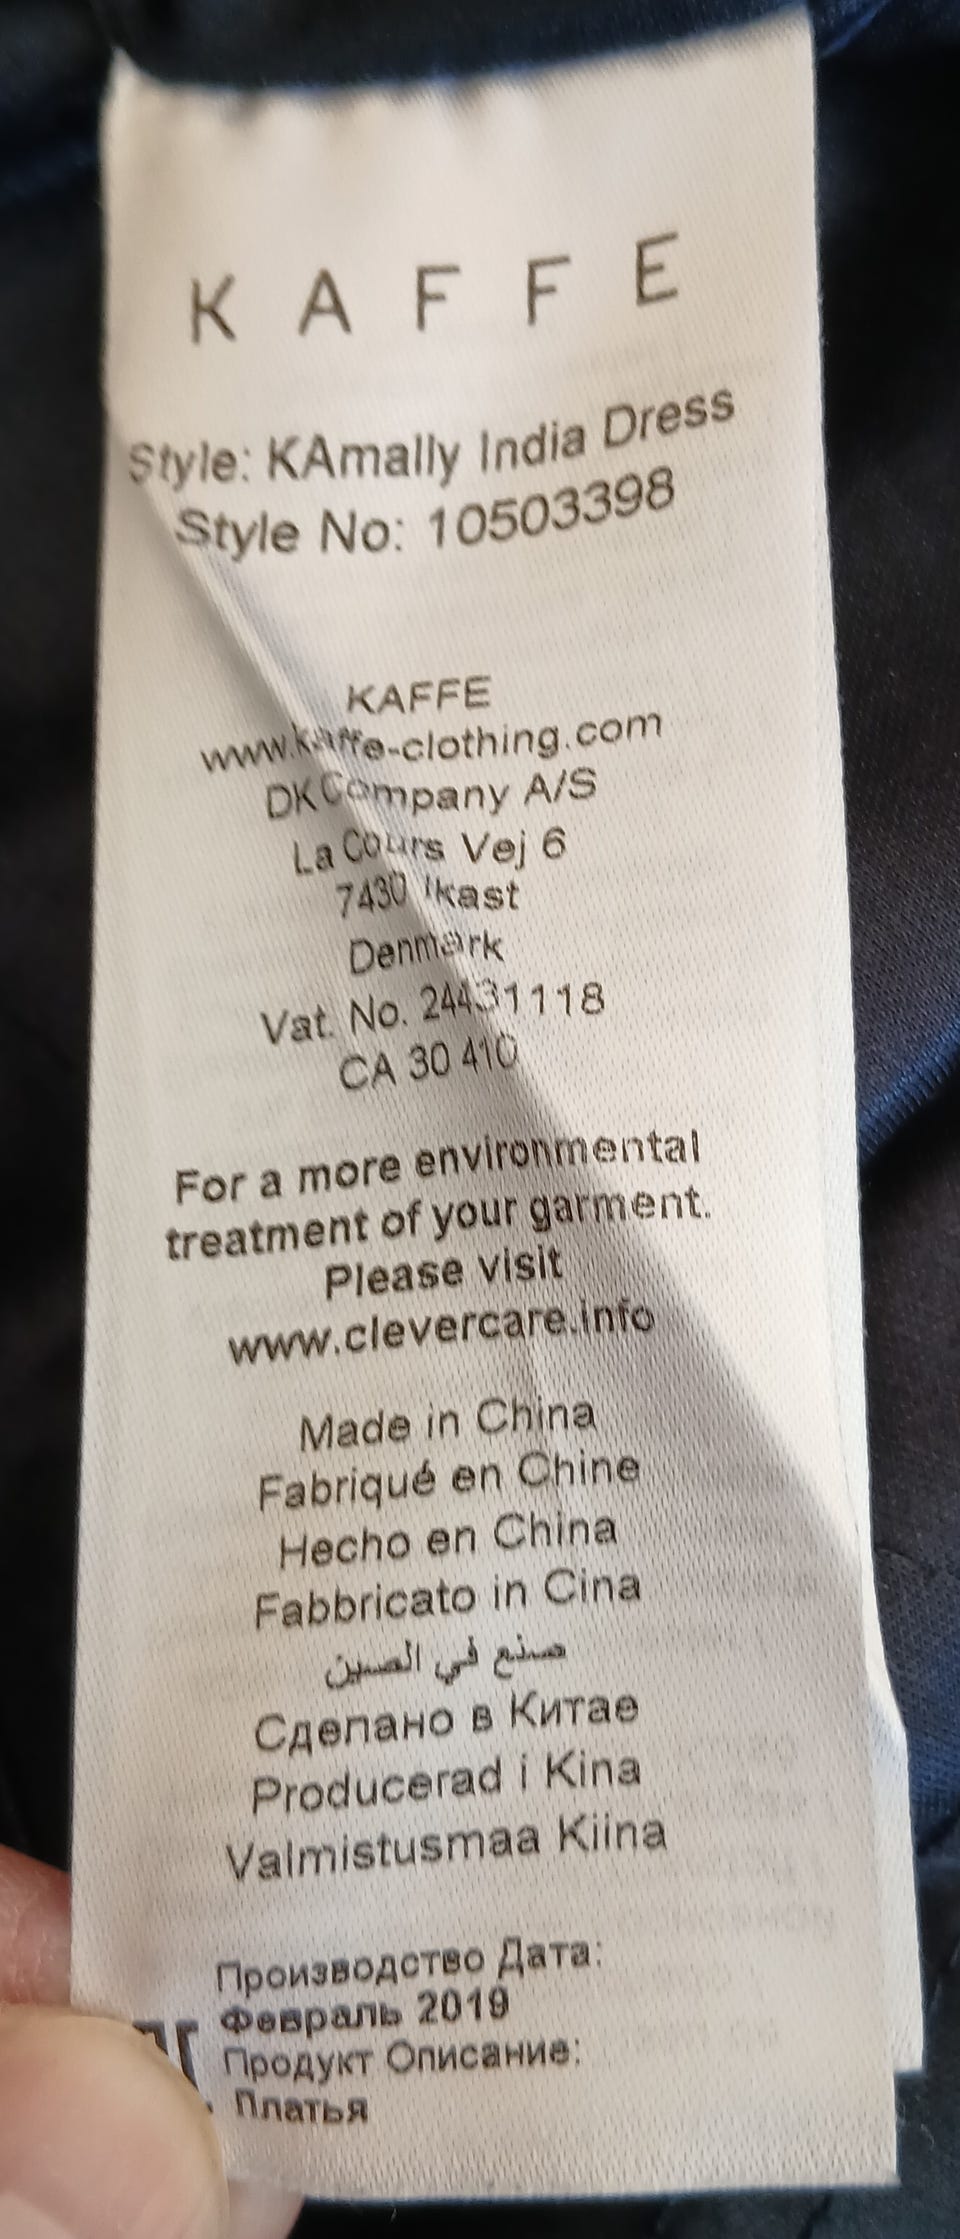 KAFFE
Style: KAmally India Dress
Style No: 10503398
KAFFE
www.kaffe-clothing.com
DK Company A/S
La Cours Vej 6
7430 Ikast
Denmark
Vat. No. 24431118
CA 30 410
For a more environmental
treatment of your garment.
Please visit
www.clevercare.info
Made in China
Fabriqué en Chine
Hecho en China
Fabbricato in Cina
صنع في الصين
Сделано в Китае
Producerad i Kina
Valmistusmaa Kiina
Производство Дата:
Февраль 2019
Продукт Описание:
Платья